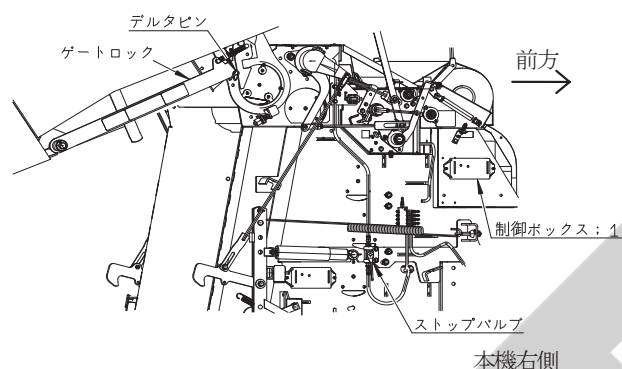 デルタピン
ゲートロック
前方
制御ボックス；1
ストップバルブ
本機右側